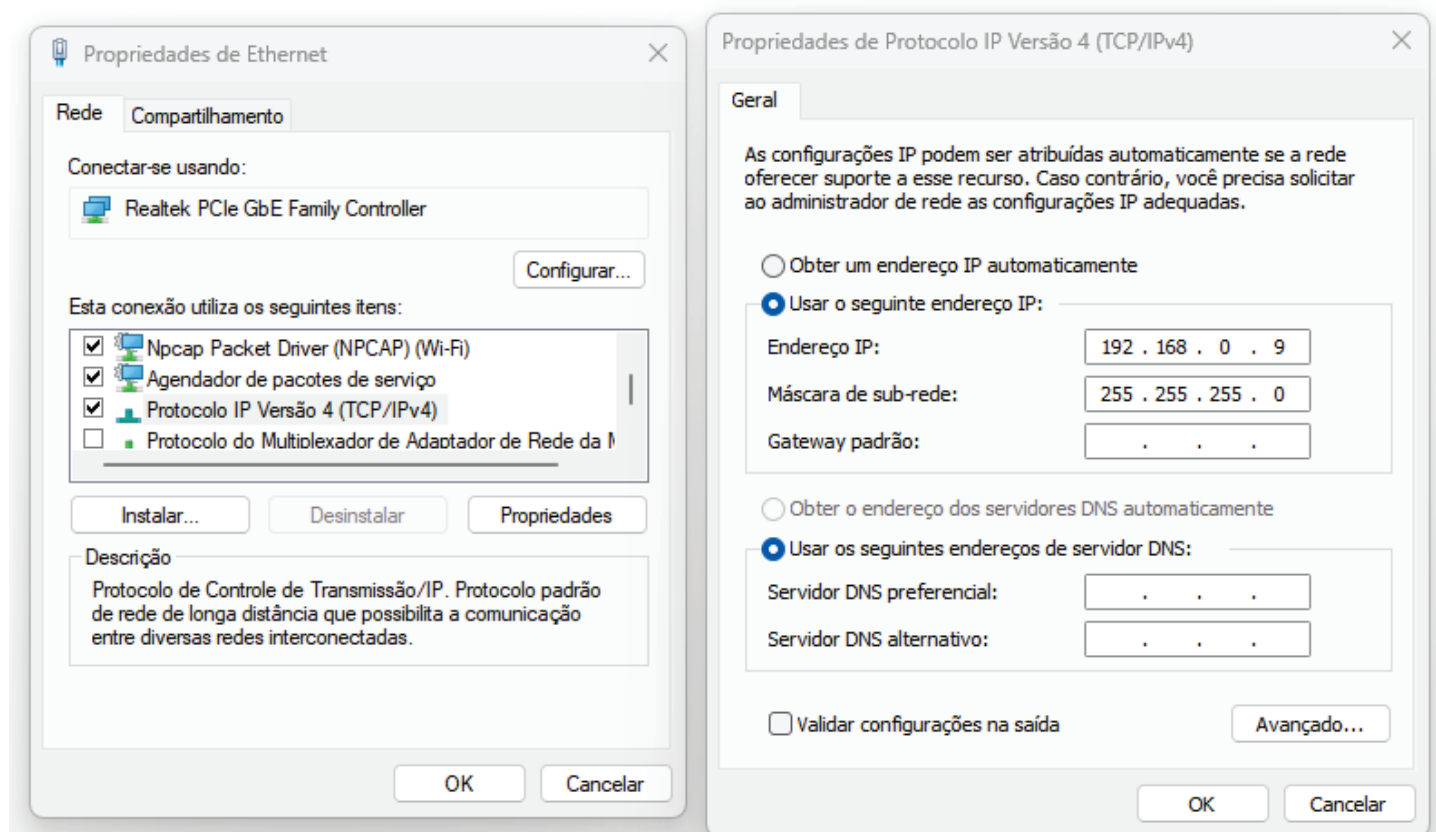 Propriedades de Ethernet
Rede
Compartilhamento
Conectar-se usando:
Realtek PCIe GbE Family Controller
Configurar...
Esta conexão utiliza os seguintes itens:
Npcap Packet Driver (NPCAP) (Wi-Fi)
Agendador de pacotes de serviço
Protocolo IP Versão 4 (TCP/IPv4)
Protocolo do Multiplexador de Adaptador de Rede da
Instalar...
Desinstalar
Propriedades
Descrição
Protocolo de Controle de Transmissão/IP. Protocolo padrão
de rede de longa distância que possibilita a comunicação
entre diversas redes interconectadas.
OK
Cancelar
Propriedades de Protocolo IP Versão 4 (TCP/IPv4)
Geral
As configurações IP podem ser atribuídas automaticamente se a rede
oferecer suporte a esse recurso. Caso contrário, você precisa solicitar
ao administrador de rede as configurações IP adequadas.
Obter um endereço IP automaticamente
Usar o seguinte endereço IP:
Endereço IP: 192 . 168 . 0 . 9
Máscara de sub-rede: 255 . 255 . 255 . 0
Gateway padrão: . . .
Obter o endereço dos servidores DNS automaticamente
Usar os seguintes endereços de servidor DNS:
Servidor DNS preferencial: . . .
Servidor DNS alternativo: . . .
Validar configurações na saída
Avançado...
OK
Cancelar